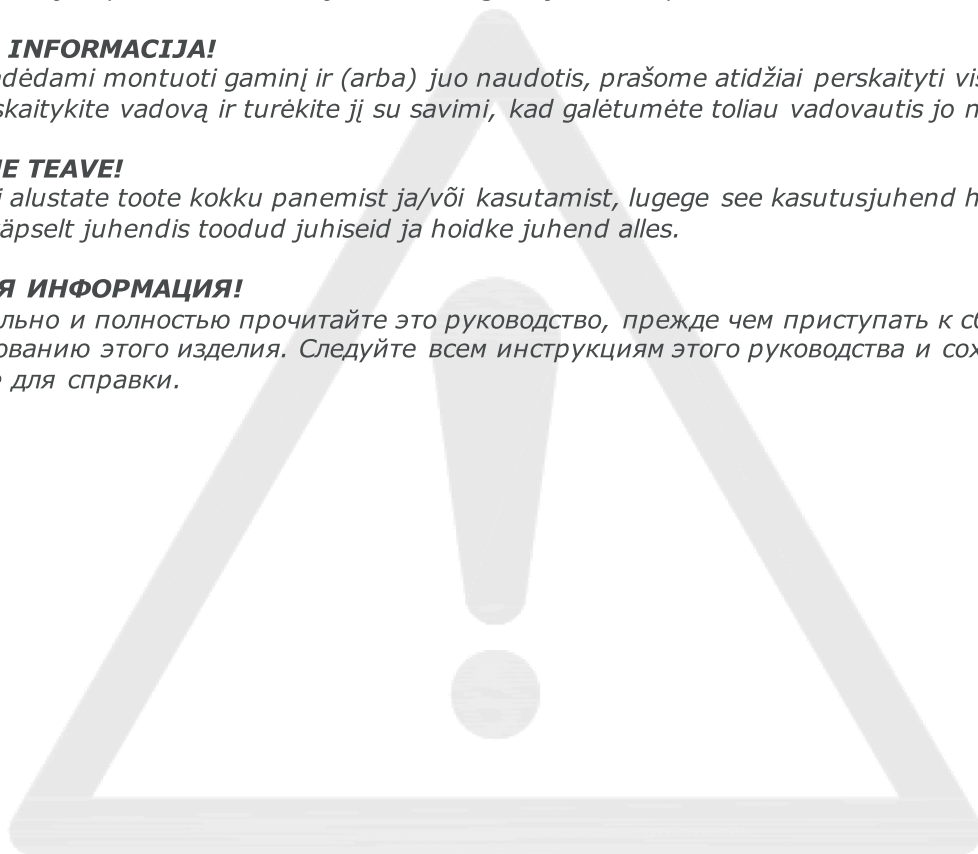 INFORMACIJA!
dėdami montuoti gaminį ir (arba) juo naudotis, prašome atidžiai perskaityti
skaitykite vadovą ir turėkite jį su savimi, kad galėtumėte toliau vadovautis jo
E TEAVE!
alustate toote kokku panemist ja/või kasutamist, lugege see kasutusjuhend
äpselt juhendis toodud juhiseid ja hoidke juhend alles.
Я ИНФОРМАЦИЯ!
льно и полностью прочитайте это руководство, прежде чем приступать к
ованию этого изделия. Следуйте всем инструкциям этого руководства и сох
для справки.